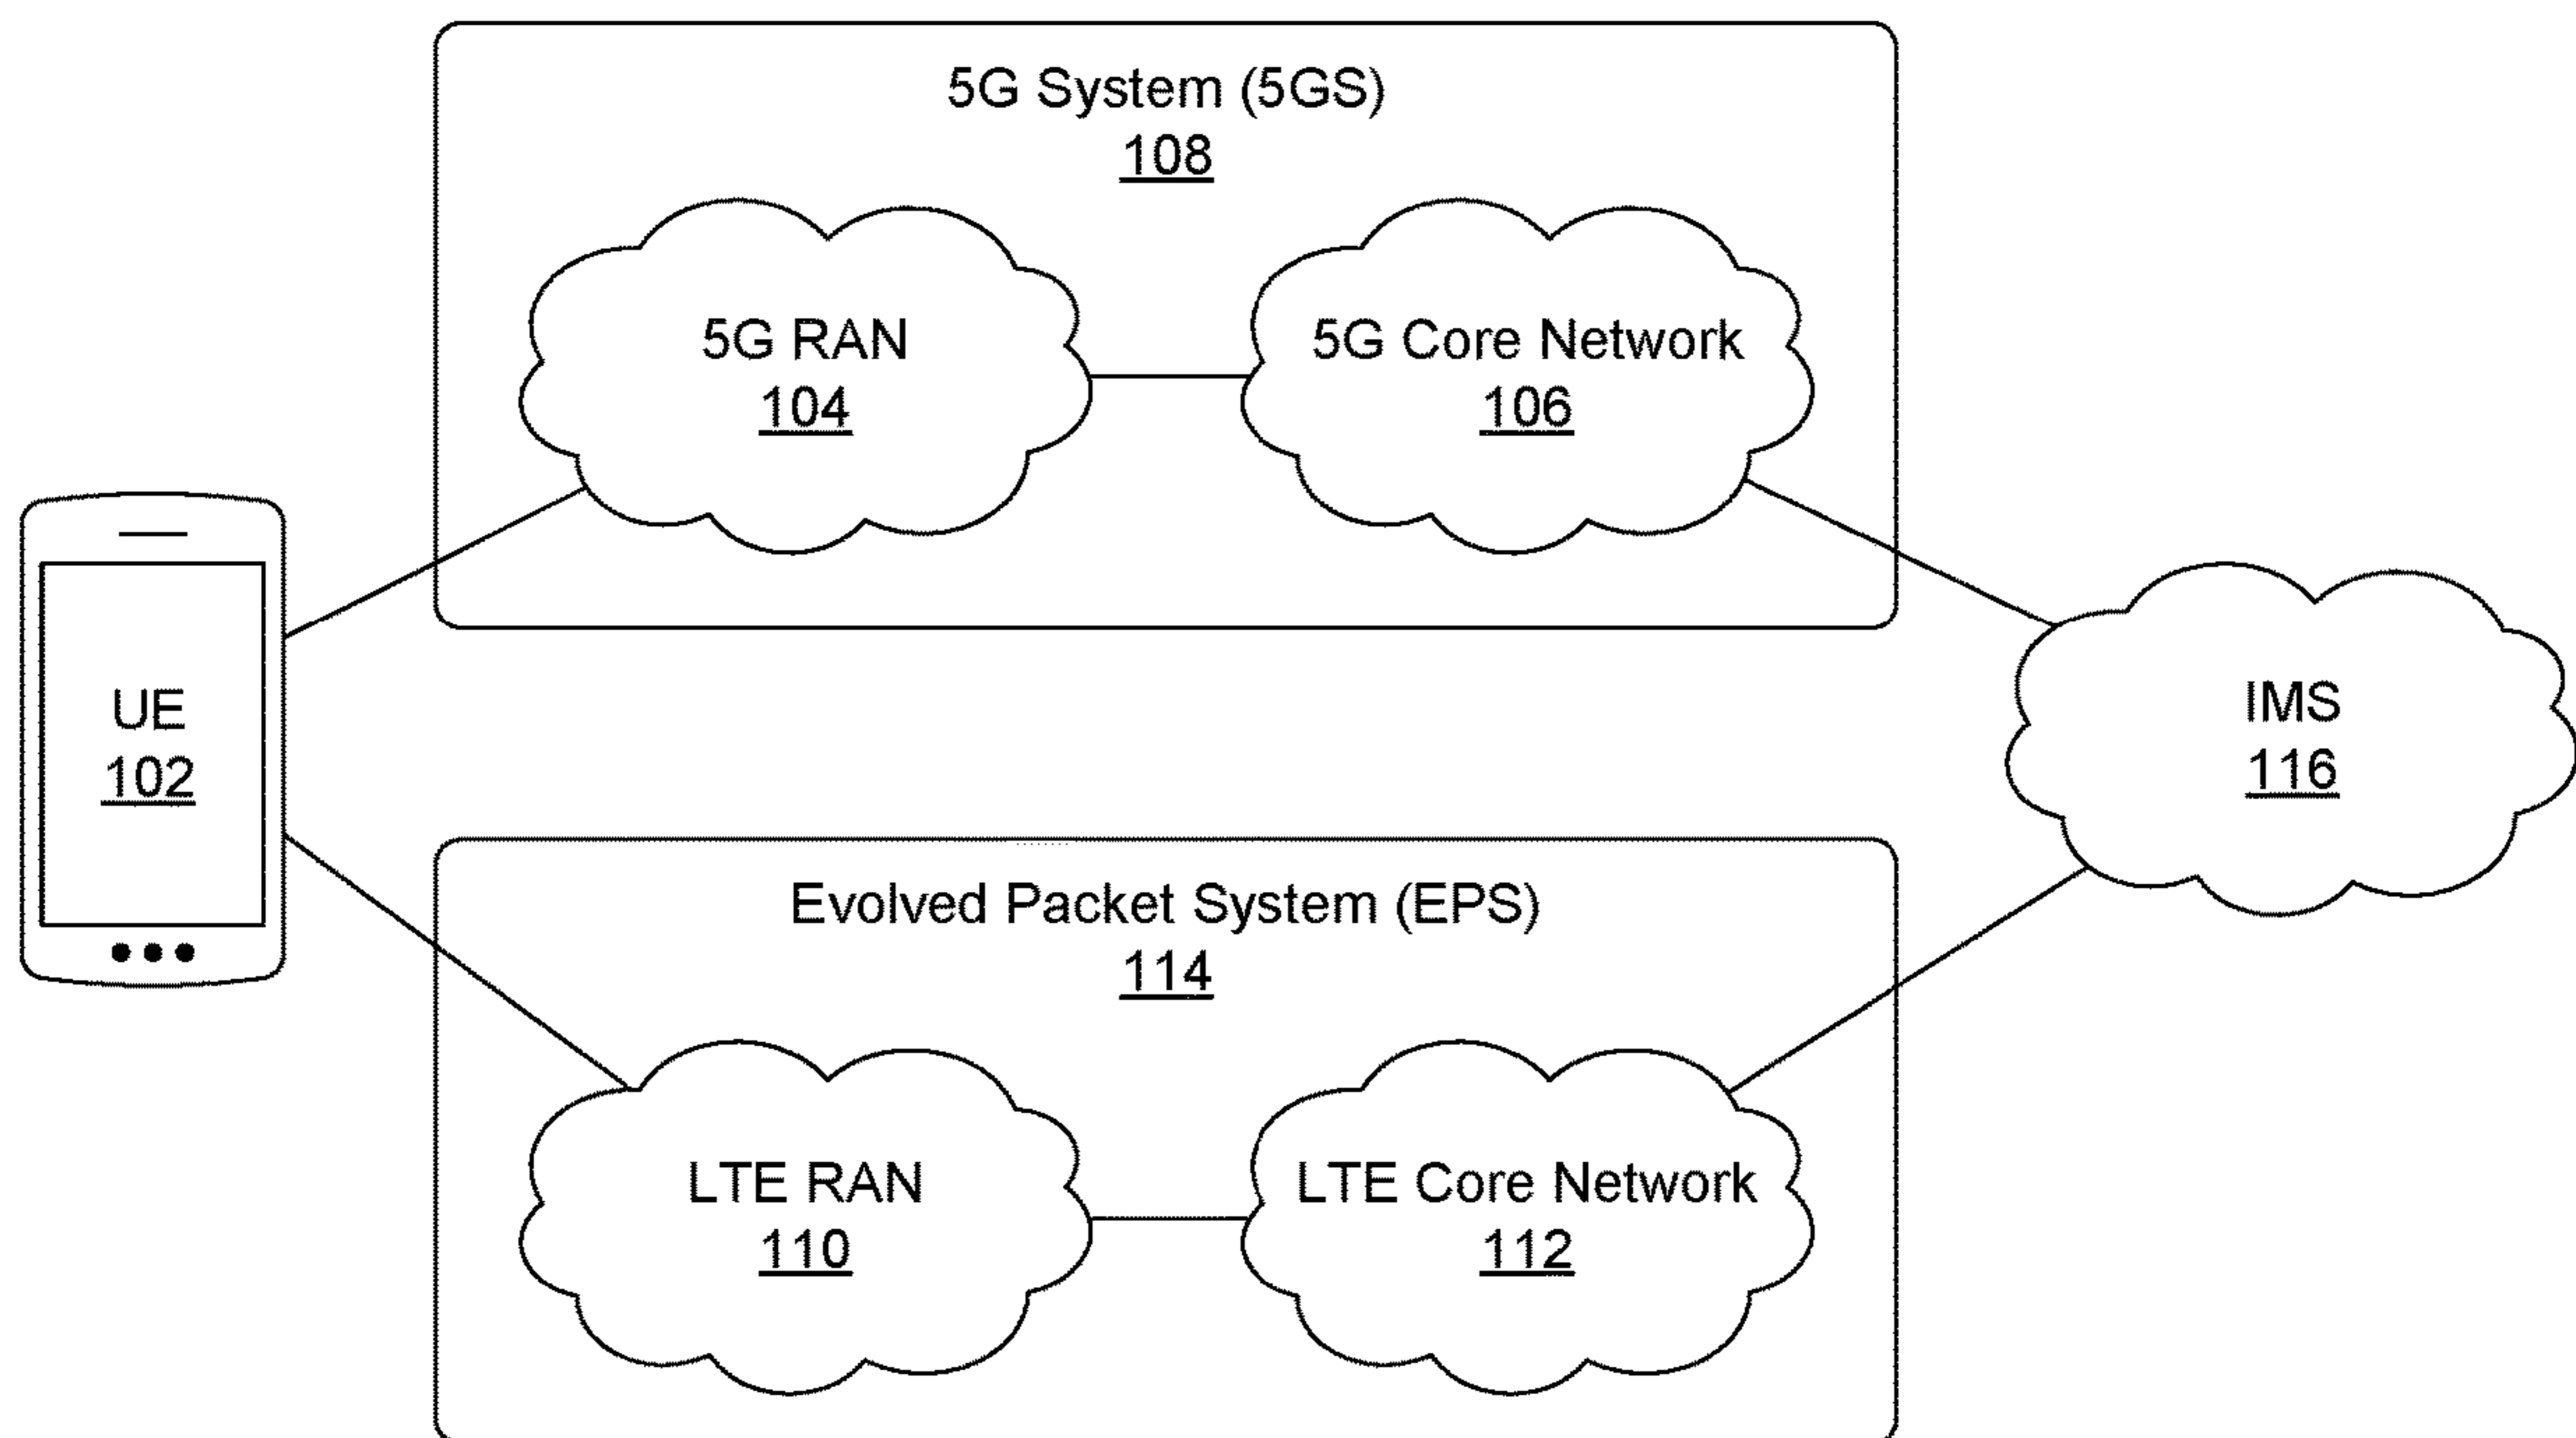 5G System (5GS)
108
5G RAN
104
5G Core Network
106
UE
102
IMS
116
Evolved Packet System (EPS)
114
LTE RAN
110
LTE Core Network
112